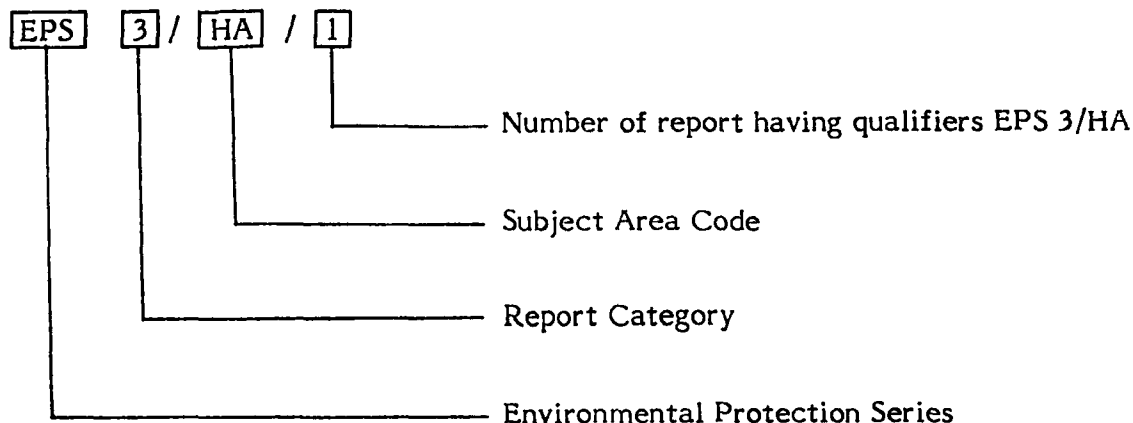 EPS 3 / HA / 1
Number of report having qualifiers EPS 3/HA
Subject Area Code
Report Category
Environmental Protection Series